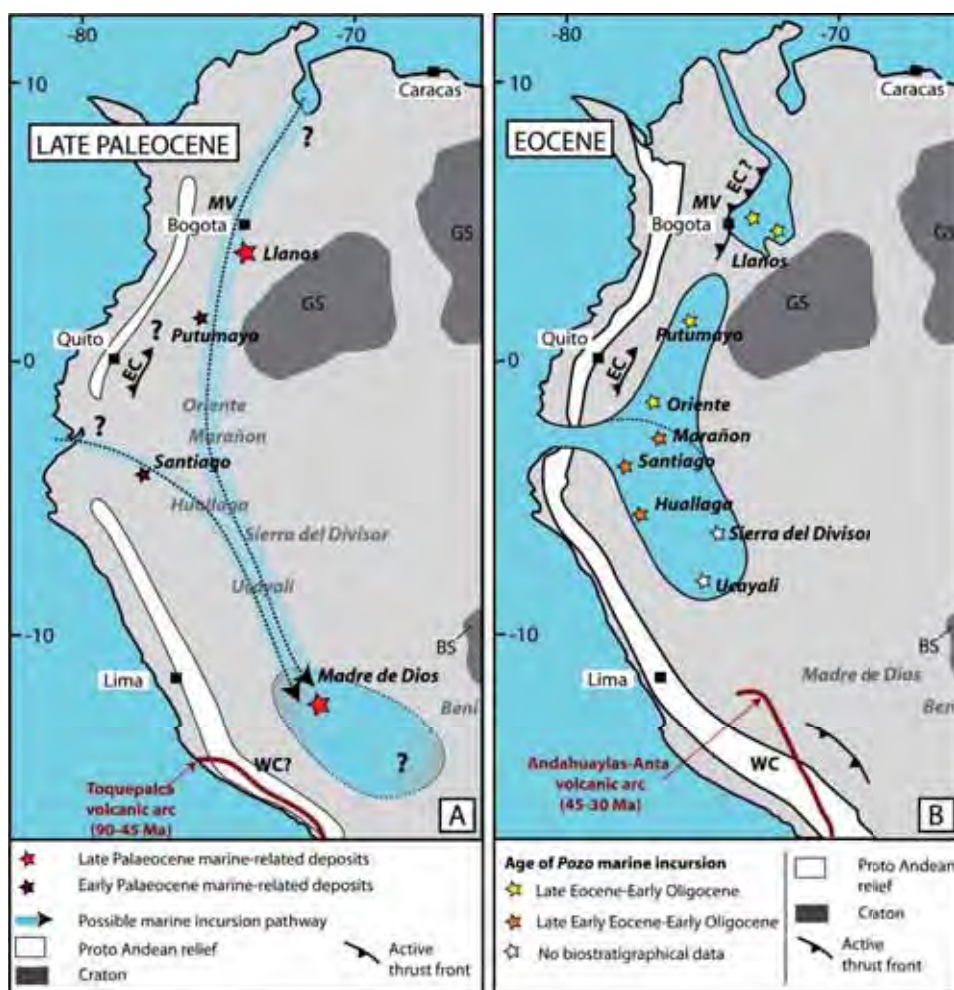 -80
-70
10
Caracas
LATE PALEOCENE
?
MV
Bogota
GS
Llanos
Putumayo
GS
Quito
?
0
EC
Oriente
?
Marañon
Santiago
Huallaga
Sierra del Divisor
Ucayali
-10
BS
Madre de Dios
Lima
Beni
WC?
?
Toquepala
volcanic arc
(90-45 Ma)
A
Late Palaeocene marine-related deposits
Early Palaeocene marine-related deposits
Possible marine incursion pathway
Proto Andean relief
Active
thrust front
Craton
-80
-70
10
Caracas
EOCENE
EC ?
MV
Bogota
GS
Llanos
Putumayo
GS
Quito
0
EC
Oriente
Marañon
Santiago
Huallaga
Sierra del Divisor
Ucayali
-10
BS
Madre de Dios
Lima
Ben
Andahuaylas-Anta
volcanic arc
(45-30 Ma)
WC
B
Age of Pozo marine incursion
Late Eocene-Early Oligocene
Late Early Eocene-Early Oligocene
No biostratigraphical data
Proto Andean
relief
Craton
Active
thrust front